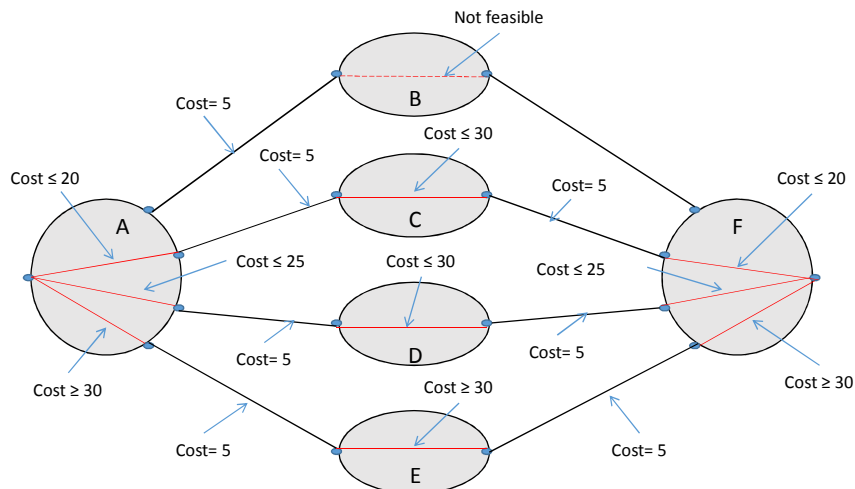 Not feasible
B
Cost= 5
Cost ≤ 30
Cost= 5
Cost ≤ 20
Cost= 5
Cost ≤ 20
A
C
F
Cost ≤ 25
Cost ≤ 30
Cost ≤ 25
Cost= 5
D
Cost= 5
Cost ≥ 30
Cost ≥ 30
Cost ≥ 30
Cost= 5
Cost= 5
E